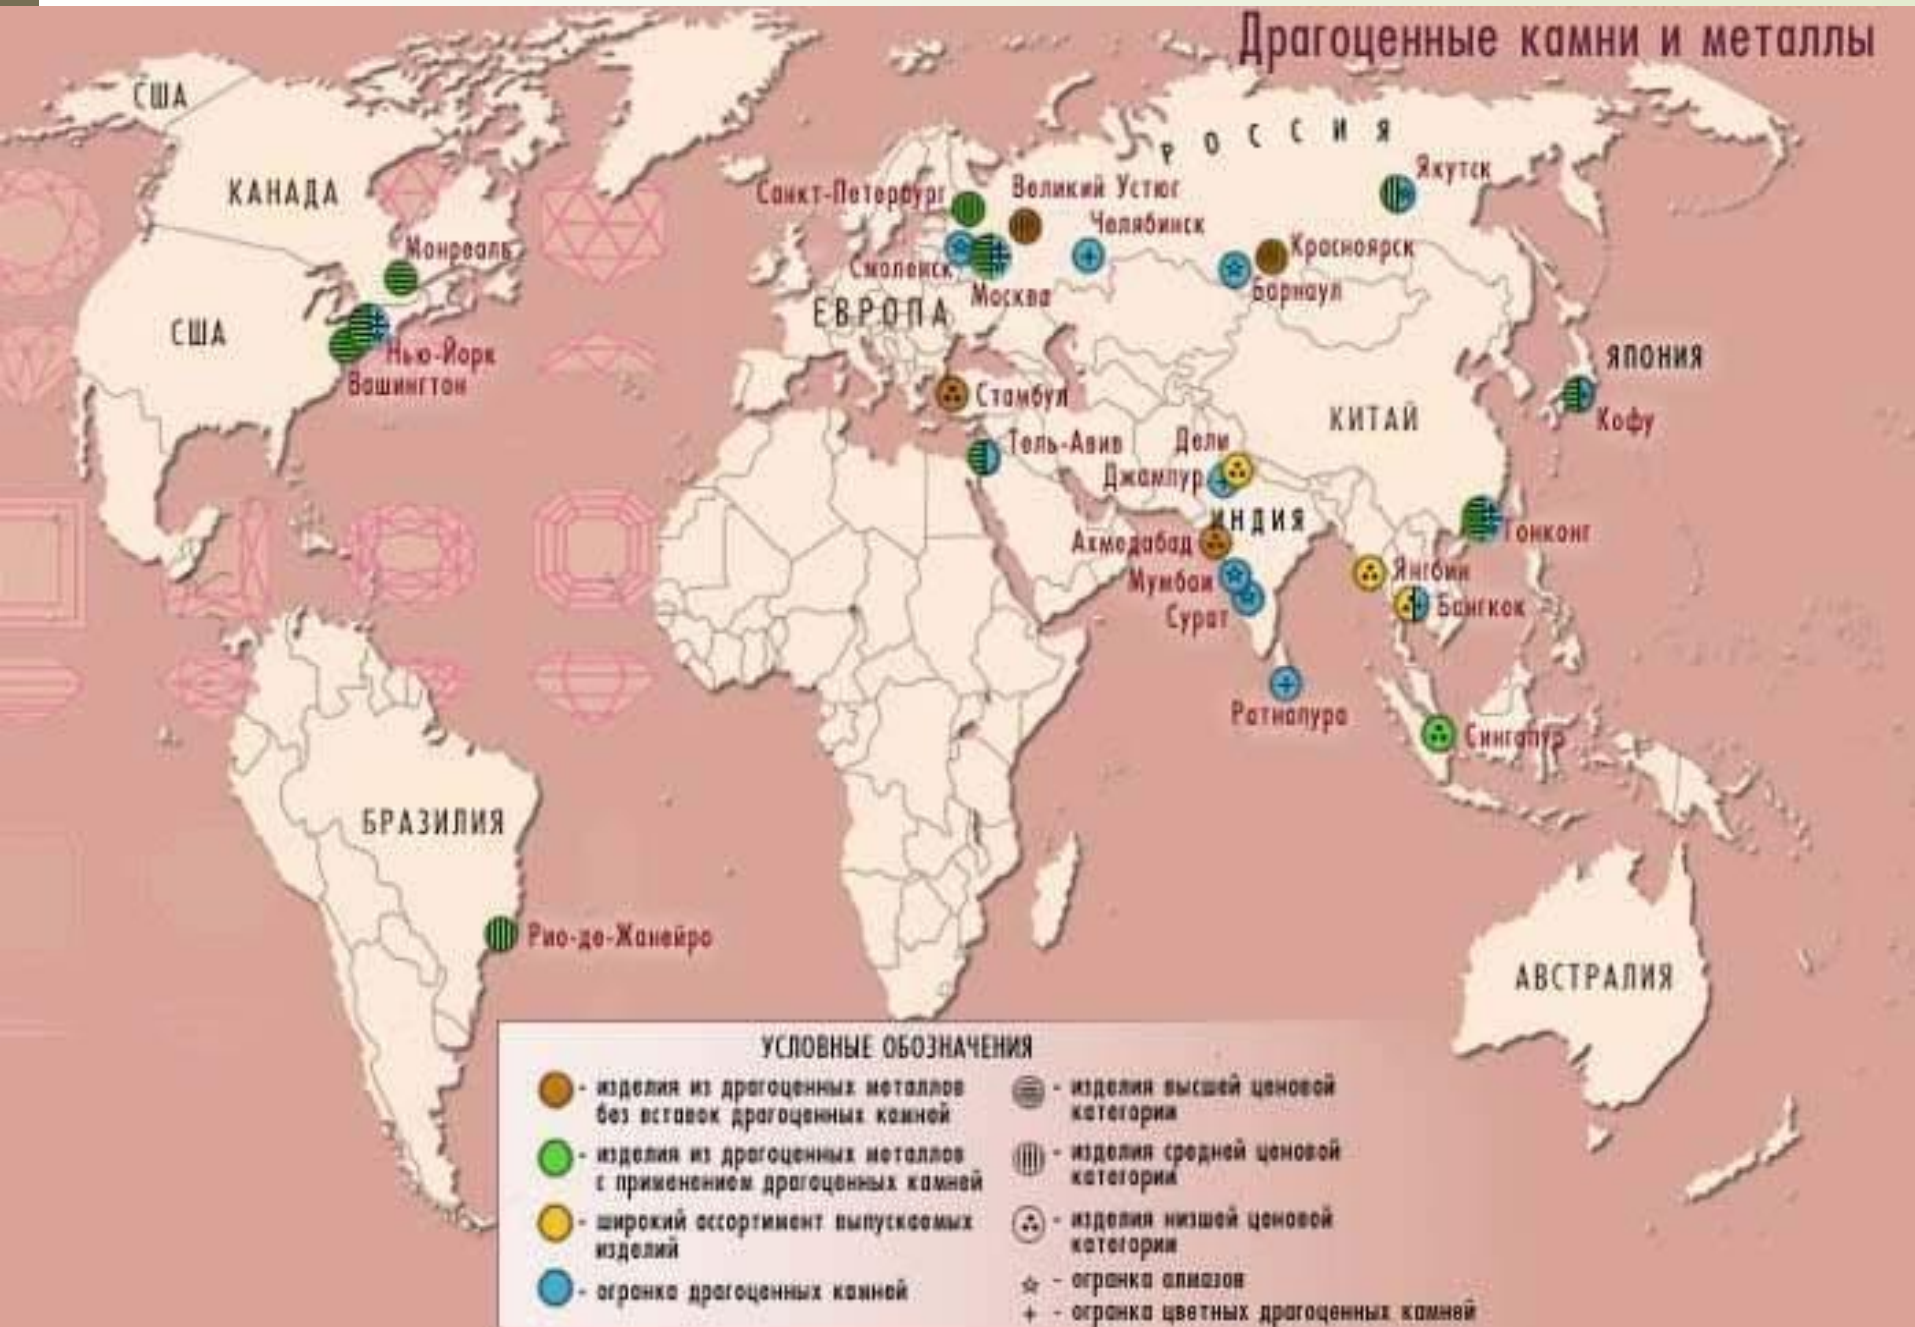 Драгоценные камни и металлы
США
КАНАДА
РОССИЯ
Якутск
Санкт-Петербург
Великий Устюг
Челябинск
Монреаль
Красноярск
Смоленск
Барнаул
Москва
ЕВРОПА
США
Нью-Йорк
Вашингтон
ЯПОНИЯ
Стамбул
КИТАЙ
Кофу
Тель-Авив
Дели
Джампур
ИНДИЯ
Гонконг
Ахмедабад
Мумбаи
Янгбин
Сурат
Бангкок
Ратнапура
Сингапур
БРАЗИЛИЯ
Рио-де-Жанейро
АВСТРАЛИЯ
УСЛОВНЫЕ ОБОЗНАЧЕНИЯ
- изделия из драгоценных металлов
без вставок драгоценных камней
- изделия из драгоценных металлов
с применением драгоценных камней
- широкий ассортимент выпускаемых
изделий
- огранка драгоценных камней
- изделия высшей ценовой
категории
- изделия средней ценовой
категории
- изделия низшей ценовой
категории
- огранка алмазов
- огранка цветных драгоценных камней